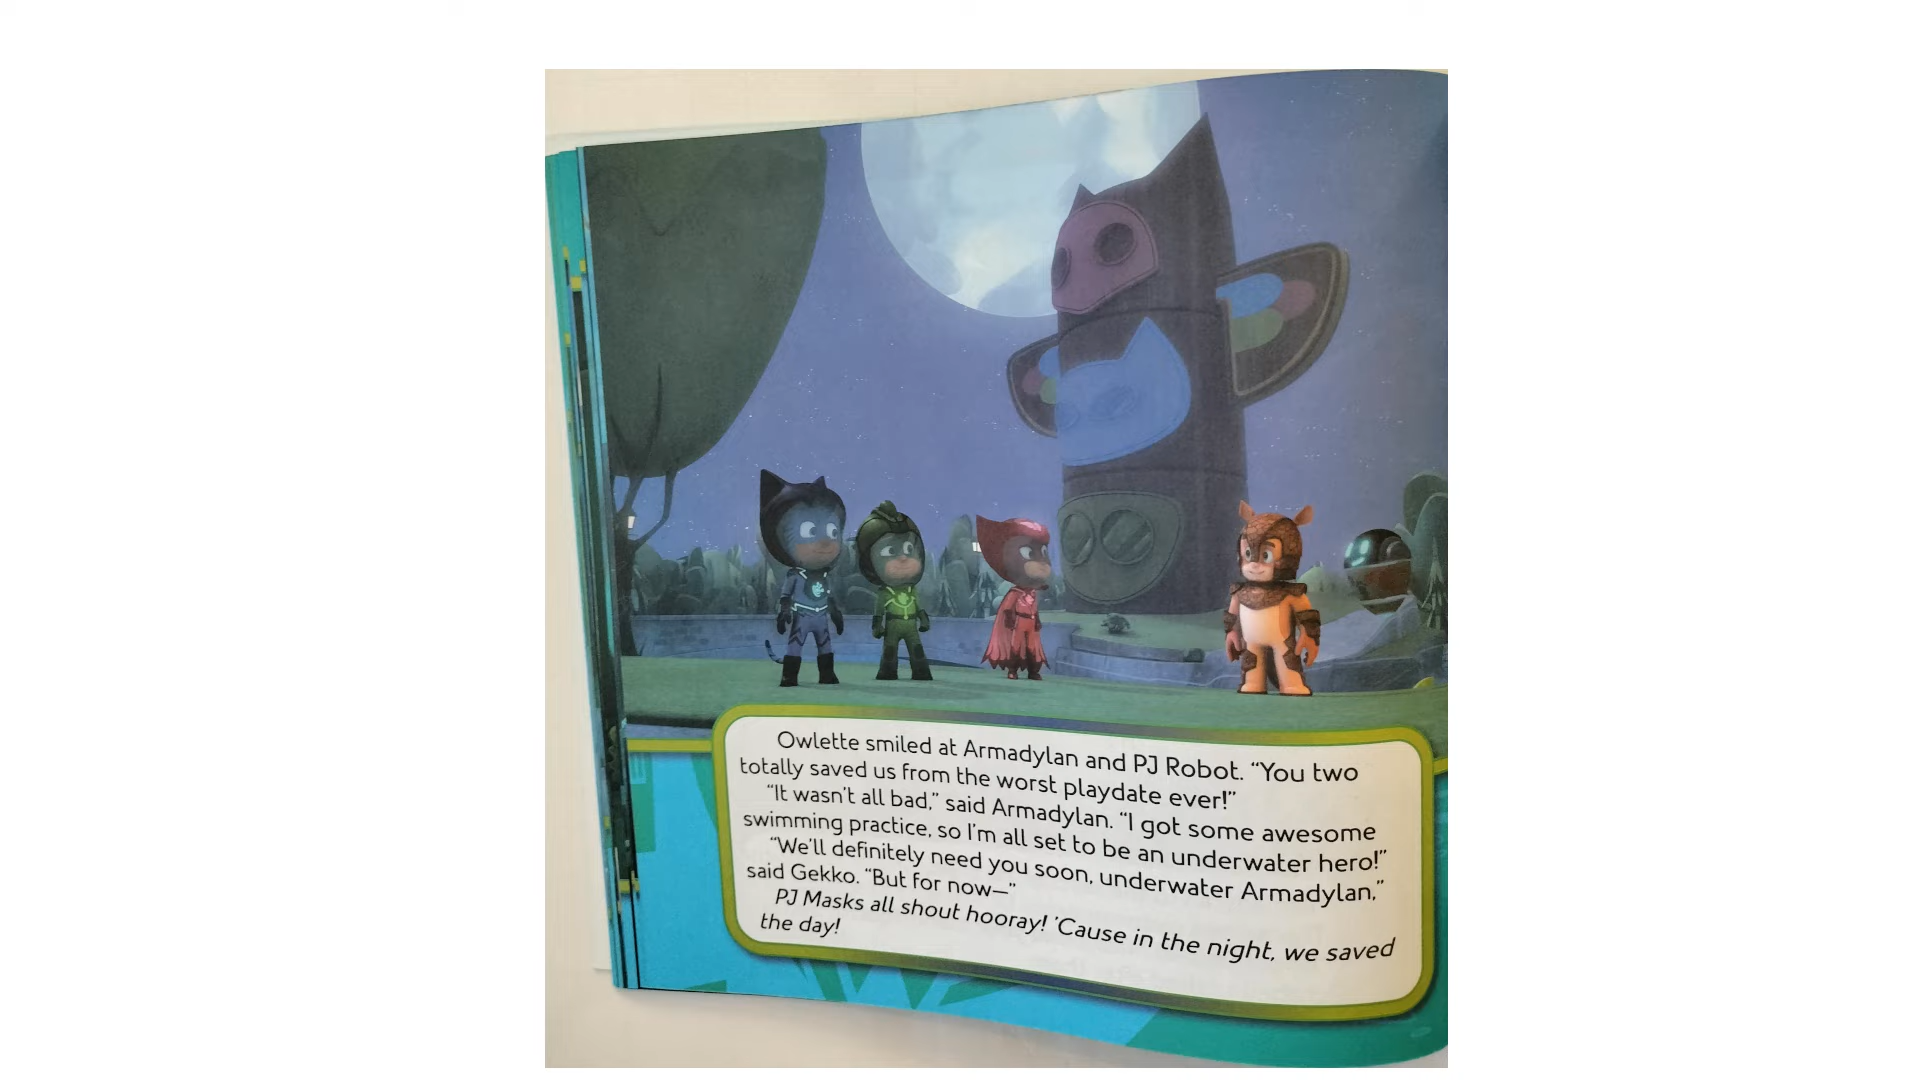 Owlette smiled at Armadylan and PJ Robot. “You two
totally saved us from the worst playdate ever!”
“It wasn’t all bad,” said Armadylan. “I got some awesome
swimming practice, so I’m all set to be an underwater hero!”
“We’ll definitely need you soon, underwater Armadylan,”
said Gekko. “But for now—”
PJ Masks all shout hooray! ’Cause in the night, we saved
the day!